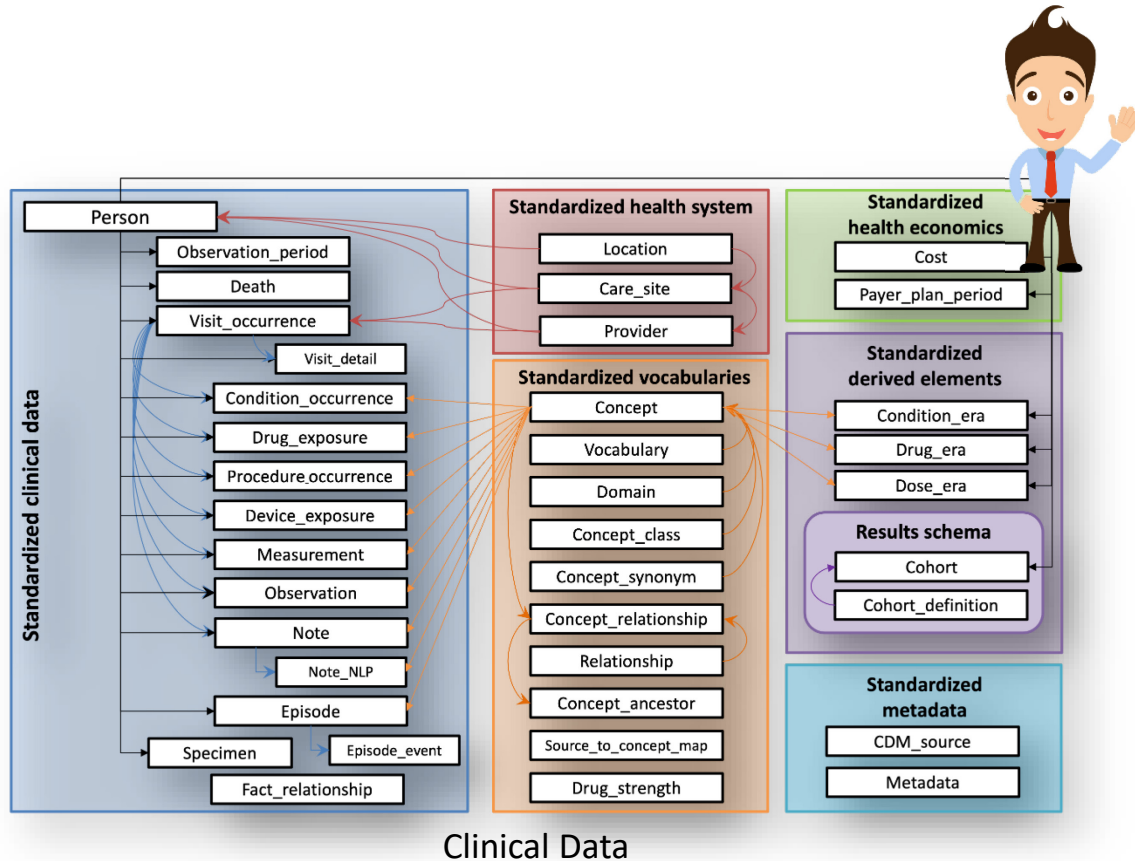 Standardized clinical data
Person
Observation_period
Death
Visit_occurrence
Visit_detail
Condition_occurrence
Drug_exposure
Procedure_occurrence
Device_exposure
Measurement
Observation
Note
Note_NLP
Episode
Specimen
Episode_event
Fact_relationship
Standardized health system
Location
Care_site
Provider
Standardized vocabularies
Concept
Vocabulary
Domain
Concept_class
Concept_synonym
Concept_relationship
Relationship
Concept_ancestor
Source_to_concept_map
Drug_strength
Standardized
health economics
Cost
Payer_plan_period
Standardized
derived elements
Condition_era
Drug_era
Dose_era
Results schema
Cohort
Cohort_definition
Standardized
metadata
CDM_source
Metadata
Clinical Data